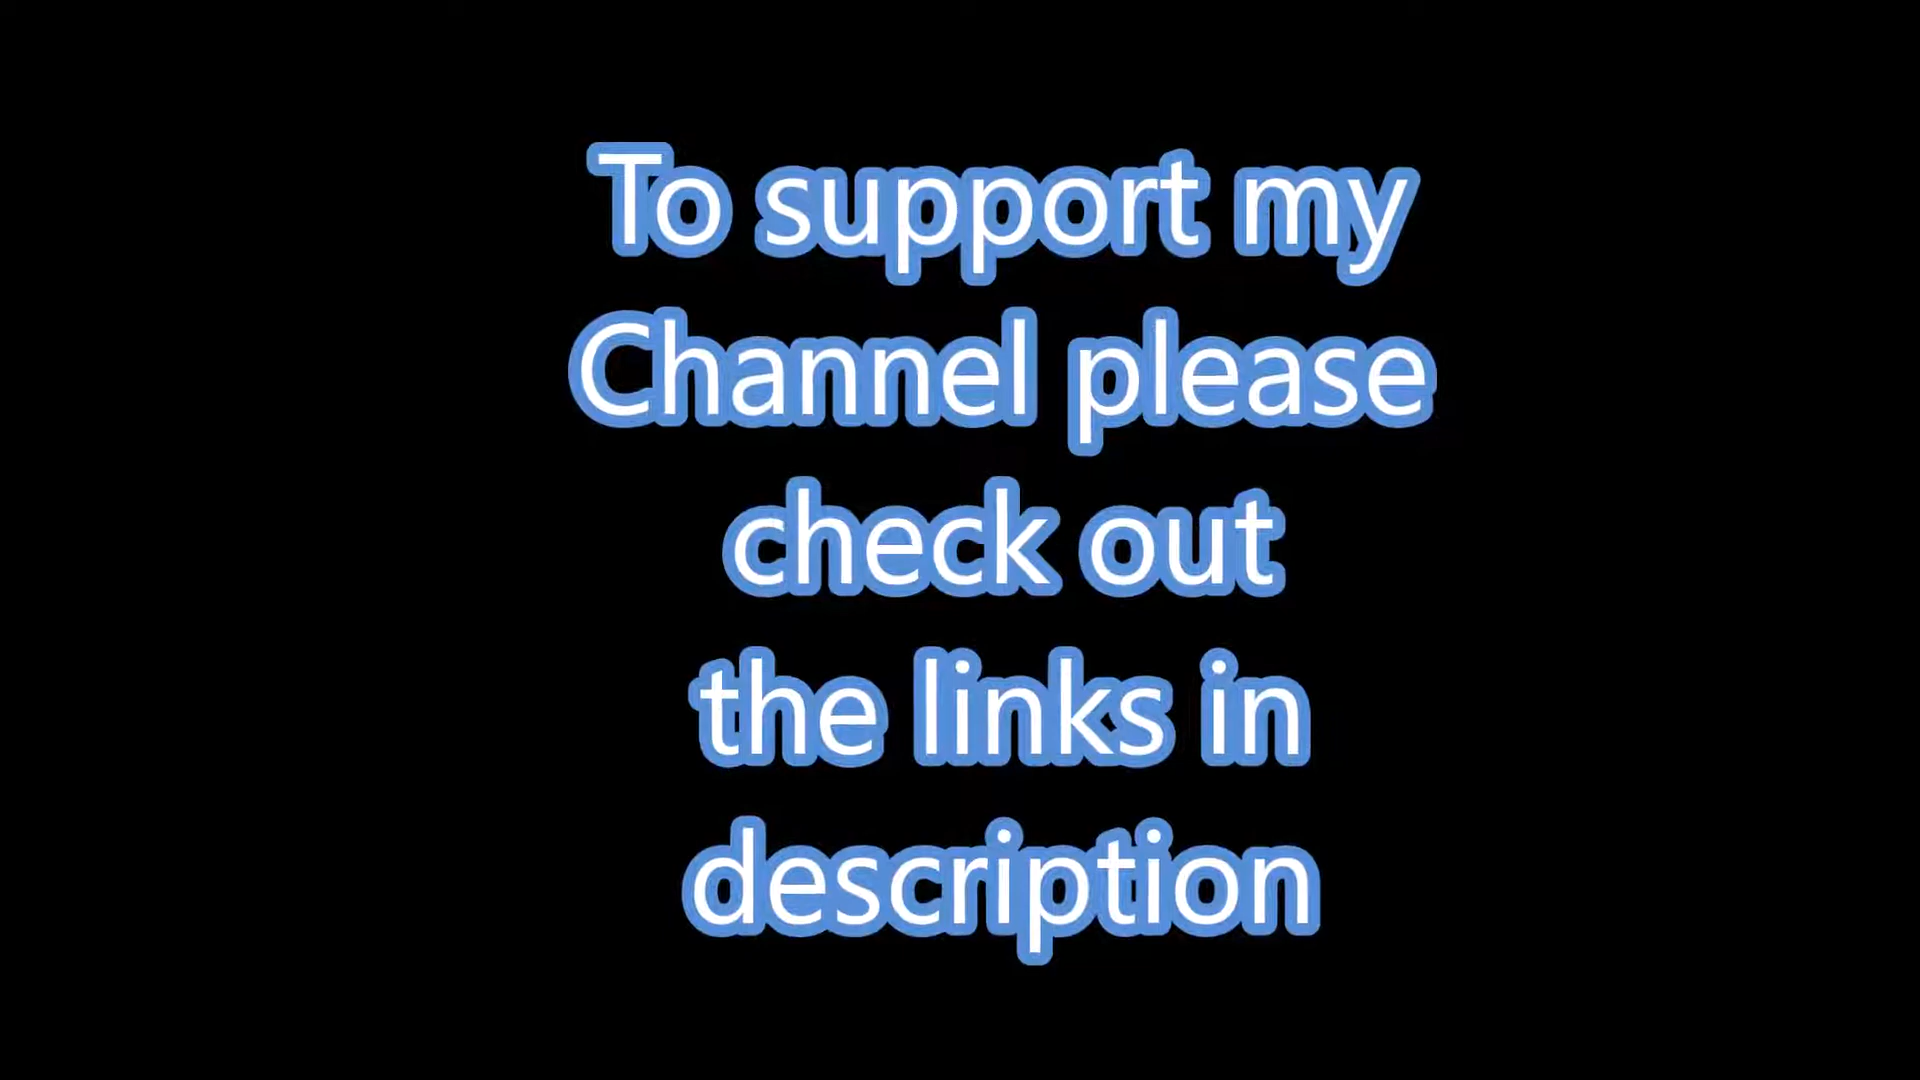 To support my
Channel please
check out
the links in
description